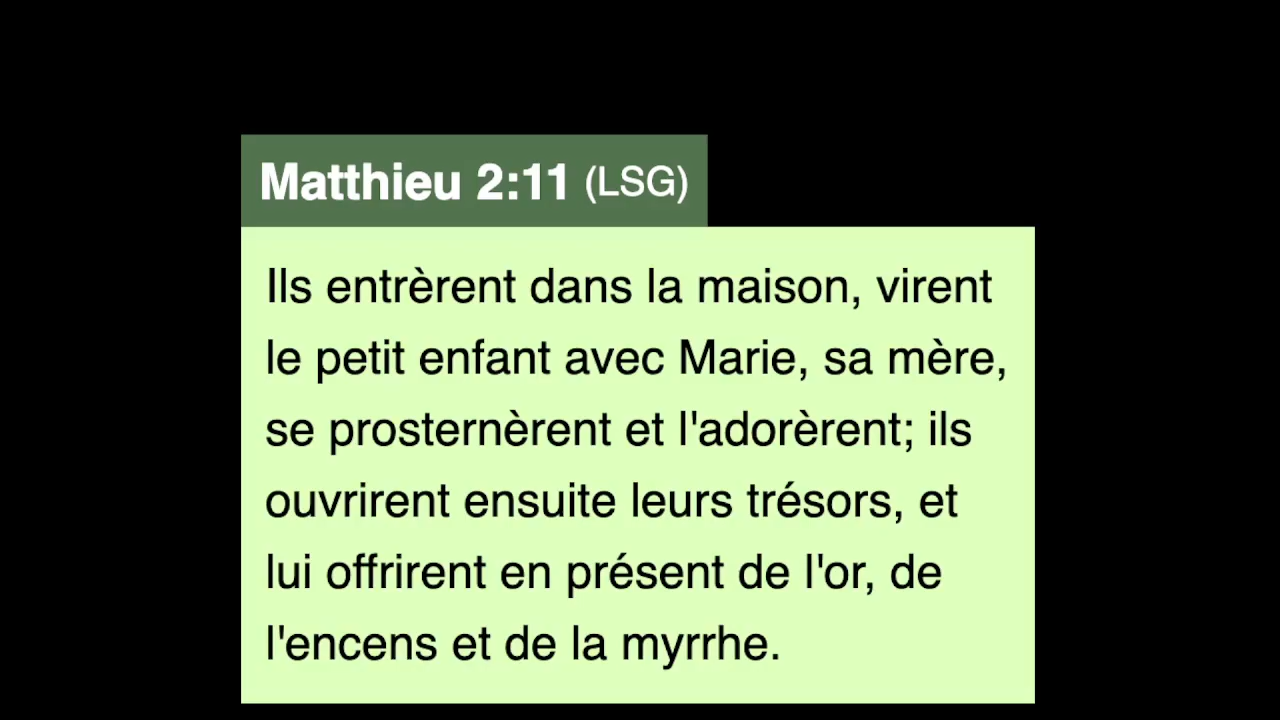 Matthieu 2:11 (LSG)
Ils entrèrent dans la maison, virent
le petit enfant avec Marie, sa mère,
se prosternèrent et l'adorèrent; ils
ouvrirent ensuite leurs trésors, et
lui offrirent en présent de l'or, de
l'encens et de la myrrhe.